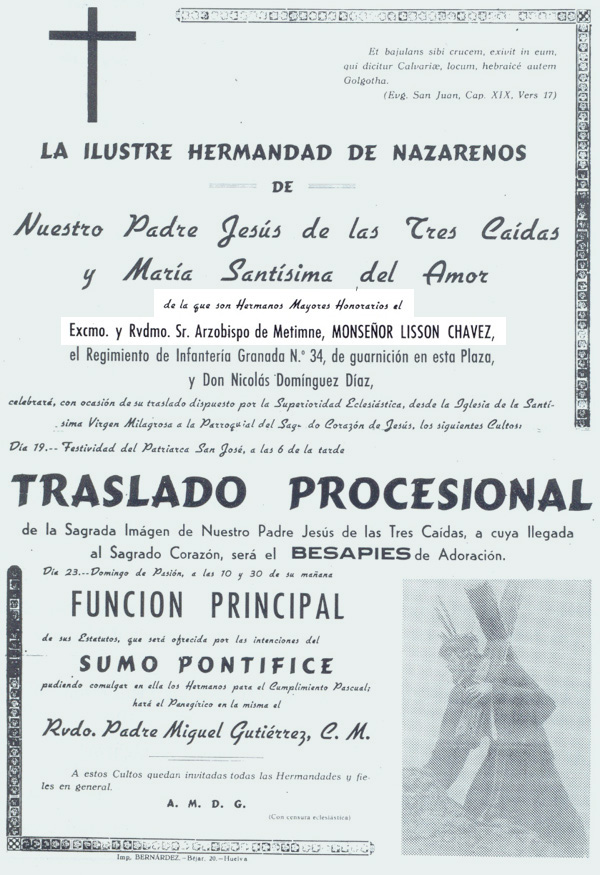 Et bajulans sibi crucem, exivit in eum,
qui dicitur Calvariæ, locum, hebraicé autem
Golgotha.
(Evg. San Juan, Cap. XIX, Vers 17)
LA ILUSTRE HERMANDAD DE NAZARENOS
DE
Nuestro Padre Jesús de las Tres Caídas
y María Santísima del Amor
de la que son Hermanos Mayores Honorarios el
Excmo. y Rvdmo. Sr. Arzobispo de Metimne, MONSEÑOR LISSON CHAVEZ,
el Regimiento de Infantería Granada N.º 34, de guarnición en esta Plaza,
y Don Nicolás Domínguez Díaz,
celebrará, con ocasión de su traslado dispuesto por la Superioridad Eclesiástica, desde la Iglesia de la Santí-
sima Virgen Milagrosa a la Parroquial del Sagrado Corazón de Jesús, los siguientes Cultos:
Día 19.-- Festividad del Patriarca San José, a las 6 de la tarde
TRASLADO PROCESIONAL
de la Sagrada Imágen de Nuestro Padre Jesús de las Tres Caídas, a cuya llegada
al Sagrado Corazón, será el BESAPIES de Adoración.
Día 23.--Domingo de Pasión, a las 10 y 30 de su mañana
FUNCION PRINCIPAL
de sus Estatutos, que será ofrecida por las intenciones del
SUMO PONTIFICE
pudiendo comulgar en ella los Hermanos para el Cumplimiento Pascual;
hará el Panegírico en la misma el
Rvdo. Padre Miguel Gutiérrez, C. M.
A estos Cultos quedan invitadas todas las Hermandades y fie-
les en general.
A. M. D. G.
(Con censura eclesiástica)
Imp. BERNÁRDEZ.-Béjar, 20.-Huelva